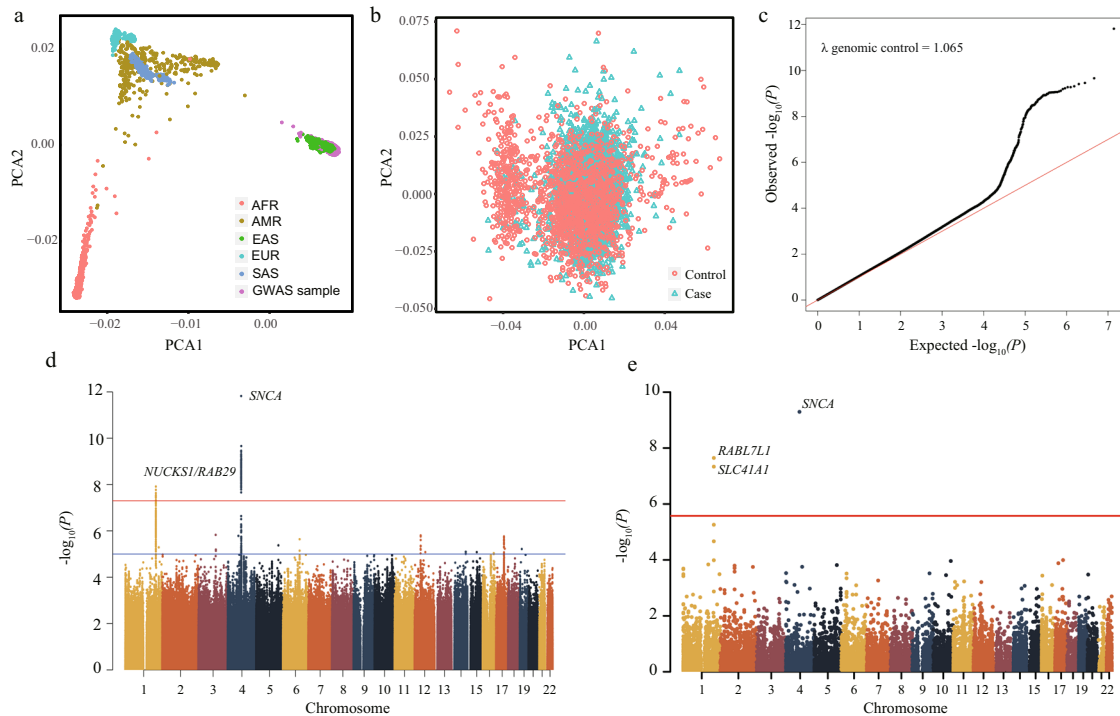 a
0.02
0.00
−0.02
PCA2
AFR
AMR
EAS
EUR
SAS
GWAS sample
−0.02
−0.01
0.00
PCA1
b
0.075
0.050
0.025
0.000
−0.025
−0.050
PCA2
Control
Case
−0.04
0.00
0.04
PCA1
c
λ genomic control = 1.065
12
10
8
6
4
2
0
Observed -log10(P)
0 1 2 3 4 5 6 7
Expected -log10(P)
d
12
10
8
6
4
2
0
-log10(P)
SNCA
NUCKS1/RAB29
1 2 3 4 5 6 7 8 9 10 11 12 13 15 17 19 22
Chromosome
e
10
8
6
4
2
0
-log10(P)
SNCA
RABL7L1
SLC41A1
1 2 3 4 5 6 7 8 9 10 11 12 13 15 17 19 22
Chromosome